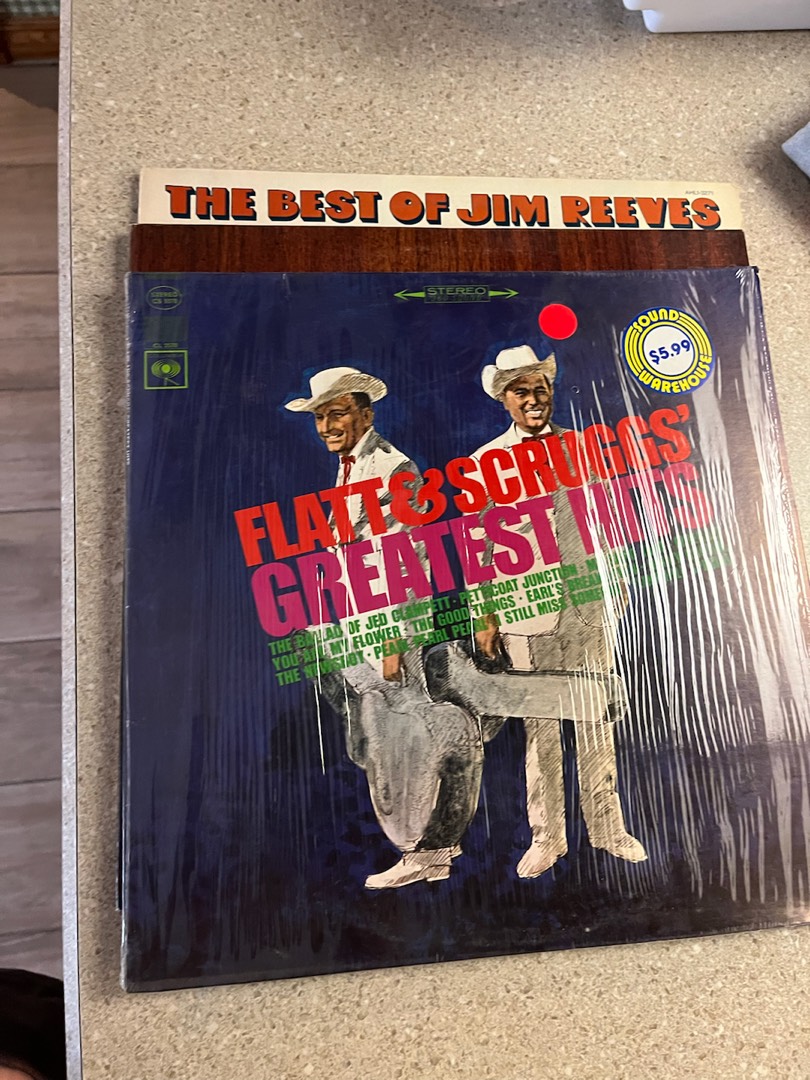 THE BEST OF JIM REEVES
STEREO
SOUND
WAREHOUSE
$5.99
FLATT & SCRUGGS'
GREATEST HITS
THE BALLAD OF JED CLAMPETT · PETTICOAT JUNCTION ·
YOU ARE MY FLOWER · THE GOOD THINGS · EARL'S
THE · PEARL PEARL PEARL · I STILL MISS SOMEONE